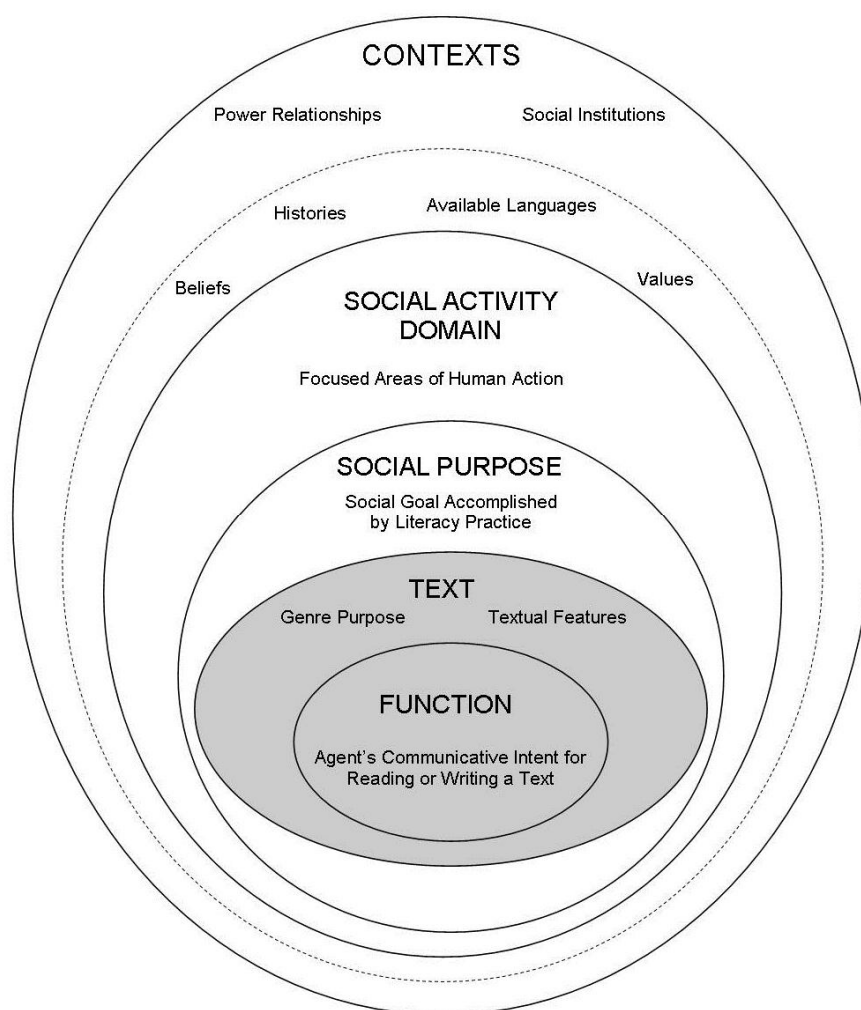 CONTEXTS
Power Relationships
Social Institutions
Histories
Available Languages
Beliefs
Values
SOCIAL ACTIVITY
DOMAIN
Focused Areas of Human Action
SOCIAL PURPOSE
Social Goal Accomplished
by Literacy Practice
TEXT
Genre Purpose
Textual Features
FUNCTION
Agent's Communicative Intent for
Reading or Writing a Text